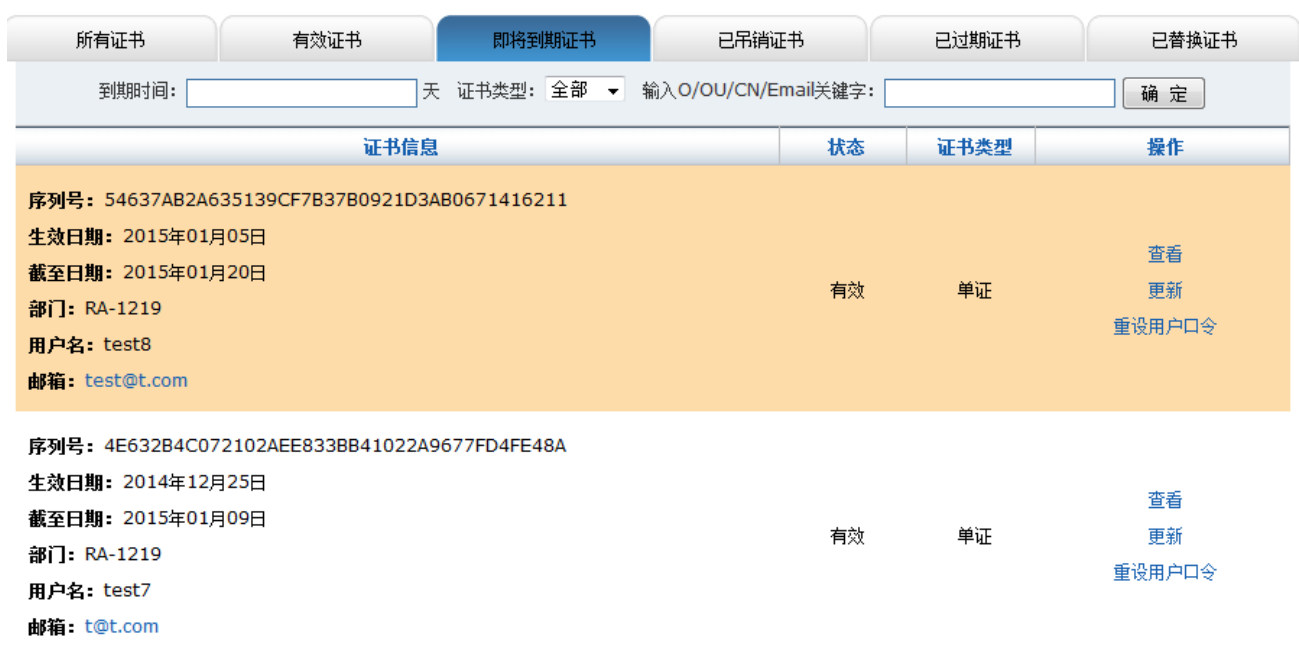 所有证书 有效证书 即将到期证书 已吊销证书 已过期证书 已替换证书
到期时间： 天 证书类型： 全部 输入O/OU/CN/Email关键字： 确 定
证书信息 状态 证书类型 操作
序列号：54637AB2A635139CF7B37B0921D3AB0671416211
生效日期：2015年01月05日
查看
截至日期：2015年01月20日
有效 单证 更新
部门：RA-1219
重设用户口令
用户名：test8
邮箱：test@t.com
序列号：4E632B4C072102AEE833BB41022A9677FD4FE48A
生效日期：2014年12月25日
查看
截至日期：2015年01月09日
有效 单证 更新
部门：RA-1219
重设用户口令
用户名：test7
邮箱：t@t.com